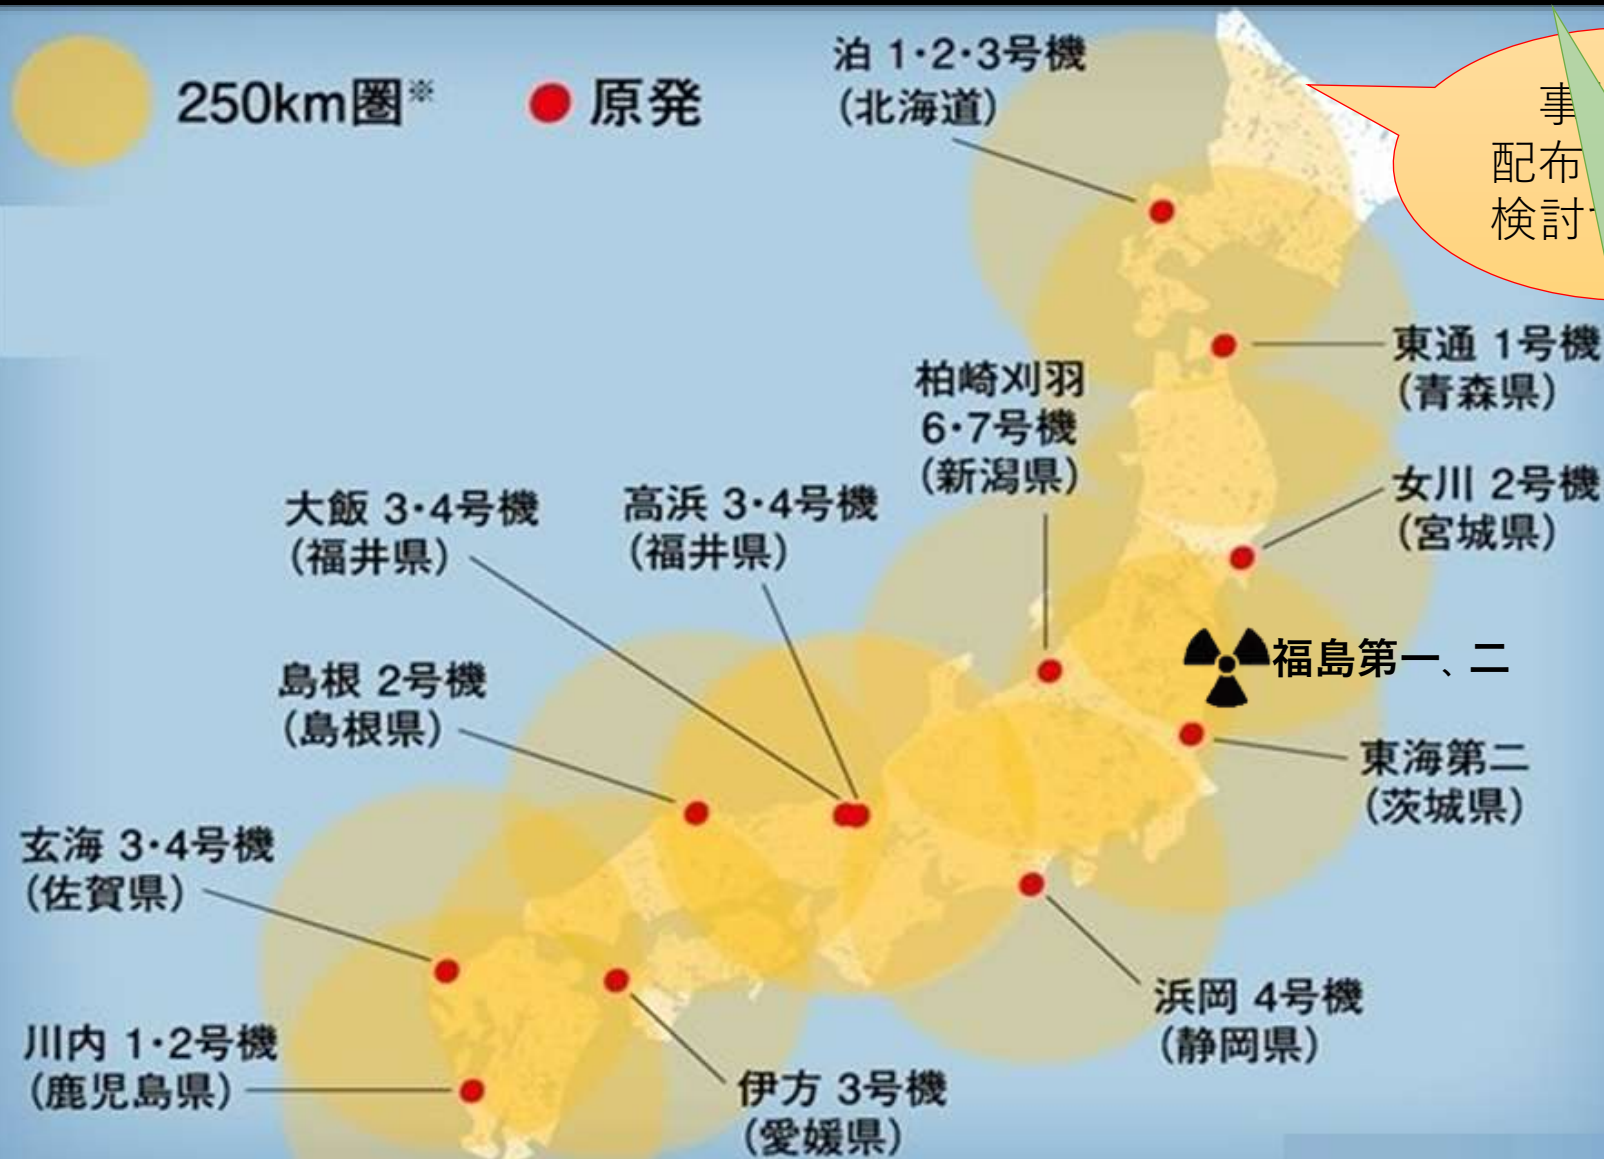 250km圏※
原発
泊 1・2・3号機
(北海道)
事
配布
検討
東通 1号機
(青森県)
柏崎刈羽
6・7号機
(新潟県)
女川 2号機
(宮城県)
大飯 3・4号機
(福井県)
高浜 3・4号機
(福井県)
福島第一、二
島根 2号機
(島根県)
東海第二
(茨城県)
玄海 3・4号機
(佐賀県)
浜岡 4号機
(静岡県)
川内 1・2号機
(鹿児島県)
伊方 3号機
(愛媛県)